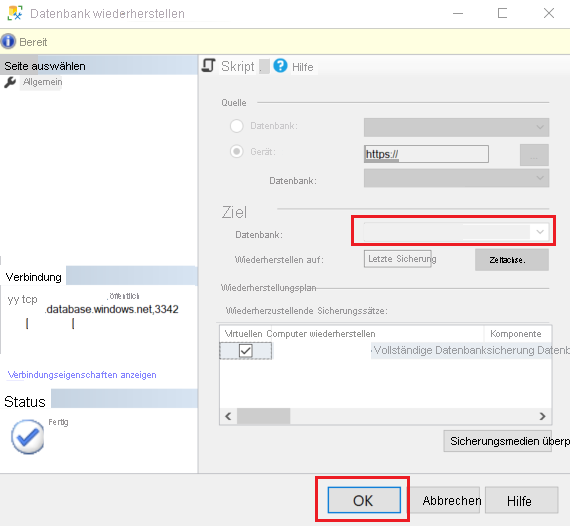 Datenbank wiederherstellen
Bereit
Seite auswählen
Allgemein
Skript
Hilfe
Quelle
Datenbank:
Gerät:
https://
...
Datenbank:
Ziel
Datenbank:
Wiederherstellen auf:
Letzte Sicherung
Zeitachse.
Wiederherstellungsplan
Wiederherzustellende Sicherungssätze:
Virtuellen Computer wiederherstellen
Komponente
Vollständige Datenbanksicherung Datenb
Sicherungsmedien überp
Verbindung
yy tcp
öffentlich
.database.windows.net,3342
[ [
Verbindungseigenschaften anzeigen
Status
Fertig
OK
Abbrechen
Hilfe